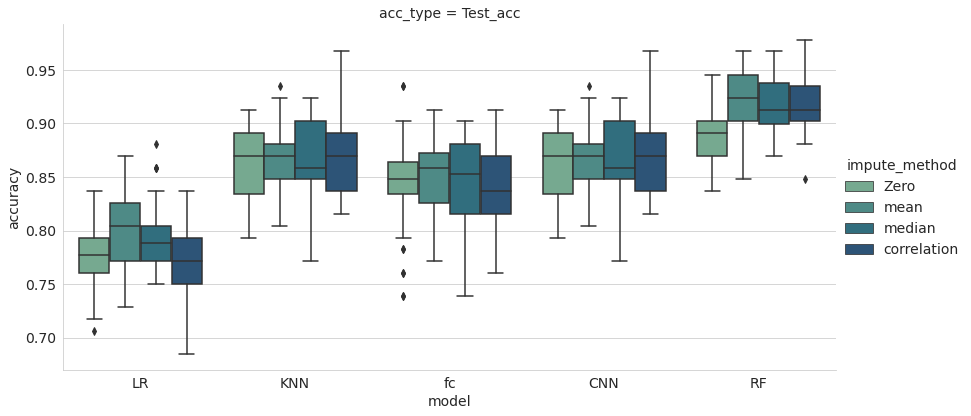 acc_type = Test_acc
accuracy
0.95
0.90
0.85
0.80
0.75
0.70
LR KNN fc CNN RF
model
impute_method
Zero
mean
median
correlation